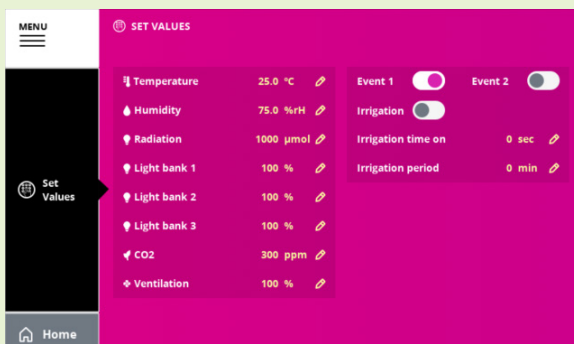 MENU
SET VALUES
Temperature 25.0 °C
Humidity 75.0 %rH
Radiation 1000 µmol
Light bank 1 100 %
Light bank 2 100 %
Light bank 3 100 %
CO2 300 ppm
Ventilation 100 %
Event 1 Event 2
Irrigation
Irrigation time on 0 sec
Irrigation period 0 min
Set
Values
Home